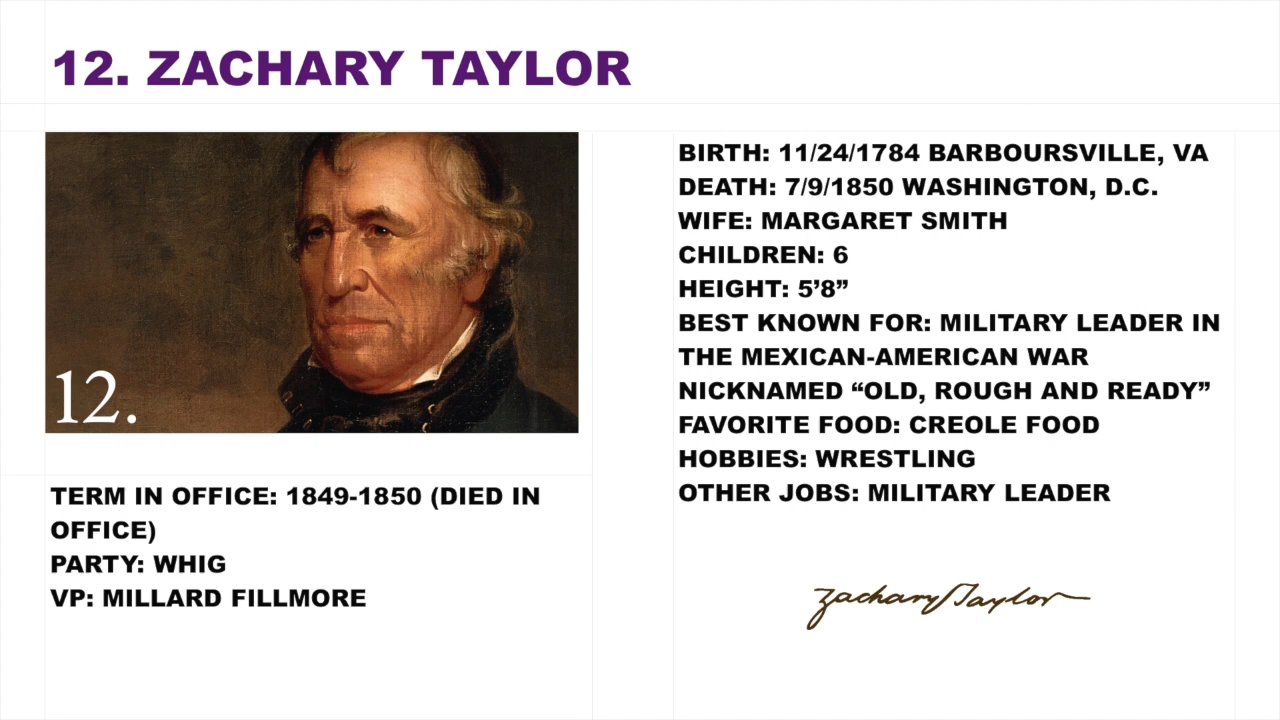 12. ZACHARY TAYLOR
12.
TERM IN OFFICE: 1849-1850 (DIED IN
OFFICE)
PARTY: WHIG
VP: MILLARD FILLMORE
BIRTH: 11/24/1784 BARBOURSVILLE, VA
DEATH: 7/9/1850 WASHINGTON, D.C.
WIFE: MARGARET SMITH
CHILDREN: 6
HEIGHT: 5’8”
BEST KNOWN FOR: MILITARY LEADER IN
THE MEXICAN-AMERICAN WAR
NICKNAMED “OLD, ROUGH AND READY”
FAVORITE FOOD: CREOLE FOOD
HOBBIES: WRESTLING
OTHER JOBS: MILITARY LEADER
Zachary Taylor